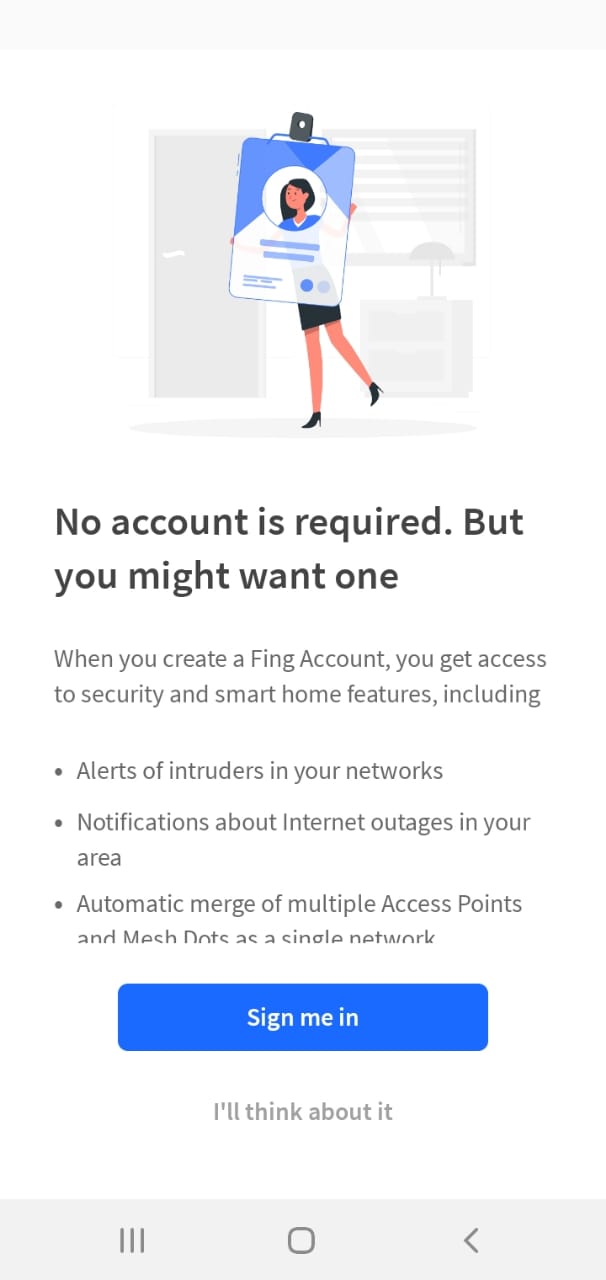 No account is required. But
you might want one
When you create a Fing Account, you get access
to security and smart home features, including
• Alerts of intruders in your networks
• Notifications about Internet outages in your
area
• Automatic merge of multiple Access Points
and Mesh Dots as a single network
Sign me in
I'll think about it